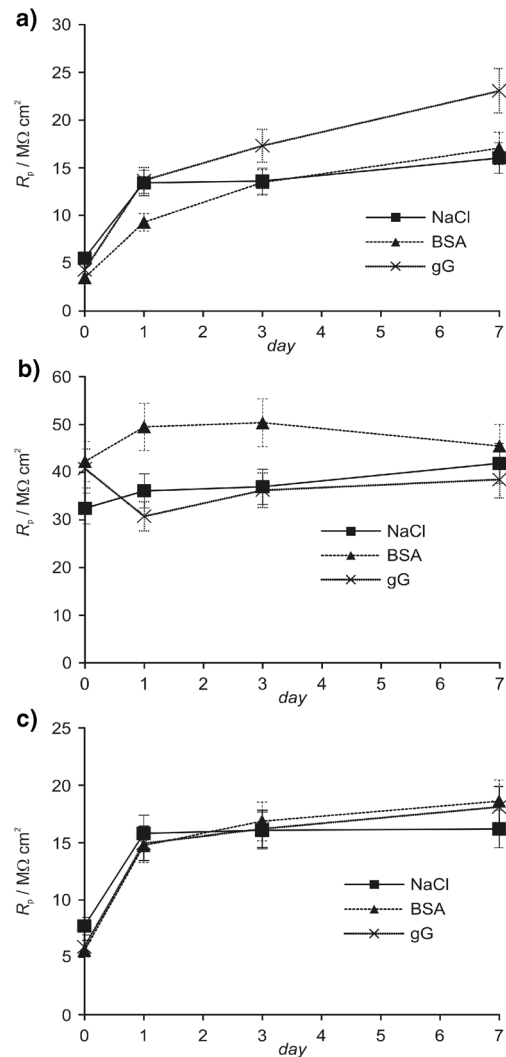 a)
30
25
20
15
10
5
0
Rp / MΩ cm²
NaCl
BSA
gG
0 1 2 3 4 5 6 7
day
b)
60
50
40
30
20
10
0
Rp / MΩ cm²
NaCl
BSA
gG
0 1 2 3 4 5 6 7
day
c)
25
20
15
10
5
0
Rp / MΩ cm²
NaCl
BSA
gG
0 1 2 3 4 5 6 7
day